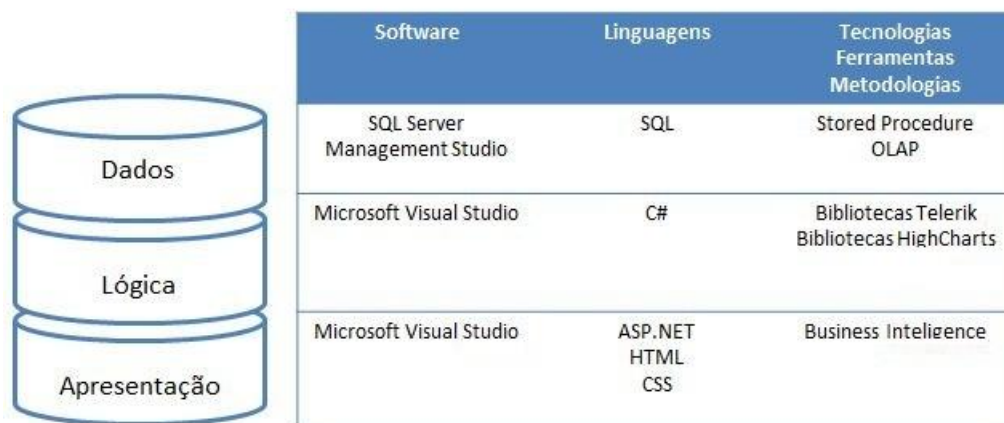 Software
Linguagens
Tecnologias
Ferramentas
Metodologias
Dados
SQL Server
Management Studio
SQL
Stored Procedure
OLAP
Lógica
Microsoft Visual Studio
C#
Bibliotecas Telerik
Bibliotecas HighCharts
Apresentação
Microsoft Visual Studio
ASP.NET
HTML
CSS
Business Inteligence